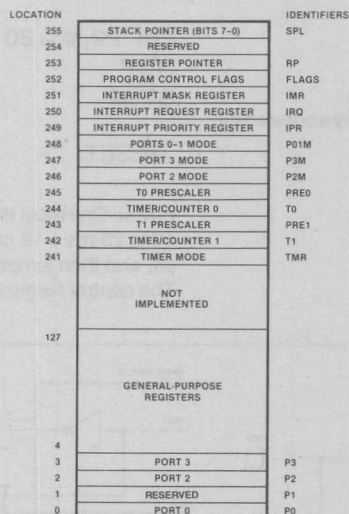 LOCATION IDENTIFIERS
255 STACK POINTER (BITS 7-0) SPL
254 RESERVED
253 REGISTER POINTER RP
252 PROGRAM CONTROL FLAGS FLAGS
251 INTERRUPT MASK REGISTER IMR
250 INTERRUPT REQUEST REGISTER IRQ
249 INTERRUPT PRIORITY REGISTER IPR
248 PORTS 0-1 MODE P01M
247 PORT 3 MODE P3M
246 PORT 2 MODE P2M
245 T0 PRESCALER PRE0
244 TIMER/COUNTER 0 T0
243 T1 PRESCALER PRE1
242 TIMER/COUNTER 1 T1
241 TIMER MODE TMR
NOT
IMPLEMENTED
127
GENERAL-PURPOSE
REGISTERS
4
3 PORT 3 P3
2 PORT 2 P2
1 RESERVED P1
0 PORT 0 P0